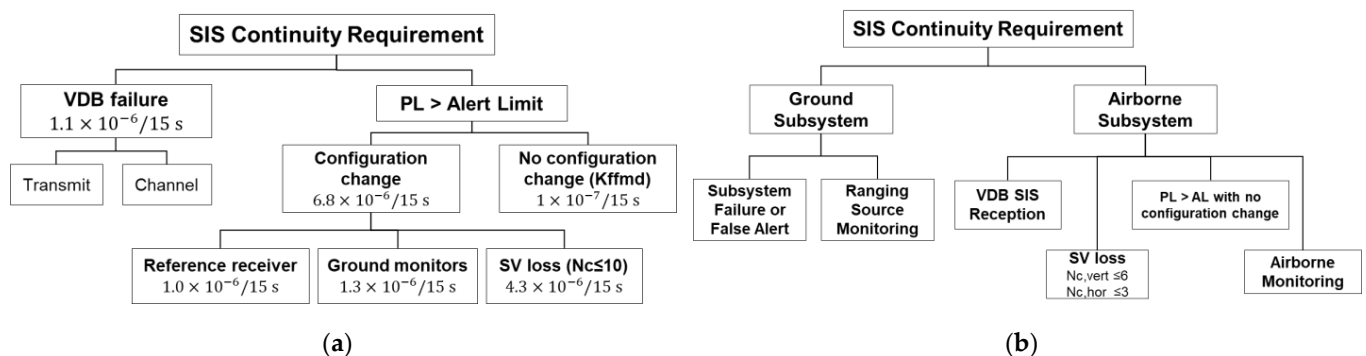 SIS Continuity Requirement
VDB failure
1.1 × 10⁻⁶/15 s
PL > Alert Limit
Transmit
Channel
Configuration
change
6.8 × 10⁻⁶/15 s
No configuration
change (Kffmd)
1 × 10⁻⁷/15 s
Reference receiver
1.0 × 10⁻⁶/15 s
Ground monitors
1.3 × 10⁻⁶/15 s
SV loss (Nc≤10)
4.3 × 10⁻⁶/15 s
(a)
SIS Continuity Requirement
Ground
Subsystem
Airborne
Subsystem
Subsystem
Failure or
False Alert
Ranging
Source
Monitoring
VDB SIS
Reception
PL > AL with no
configuration change
SV loss
Nc,vert ≤6
Nc,hor ≤3
Airborne
Monitoring
(b)